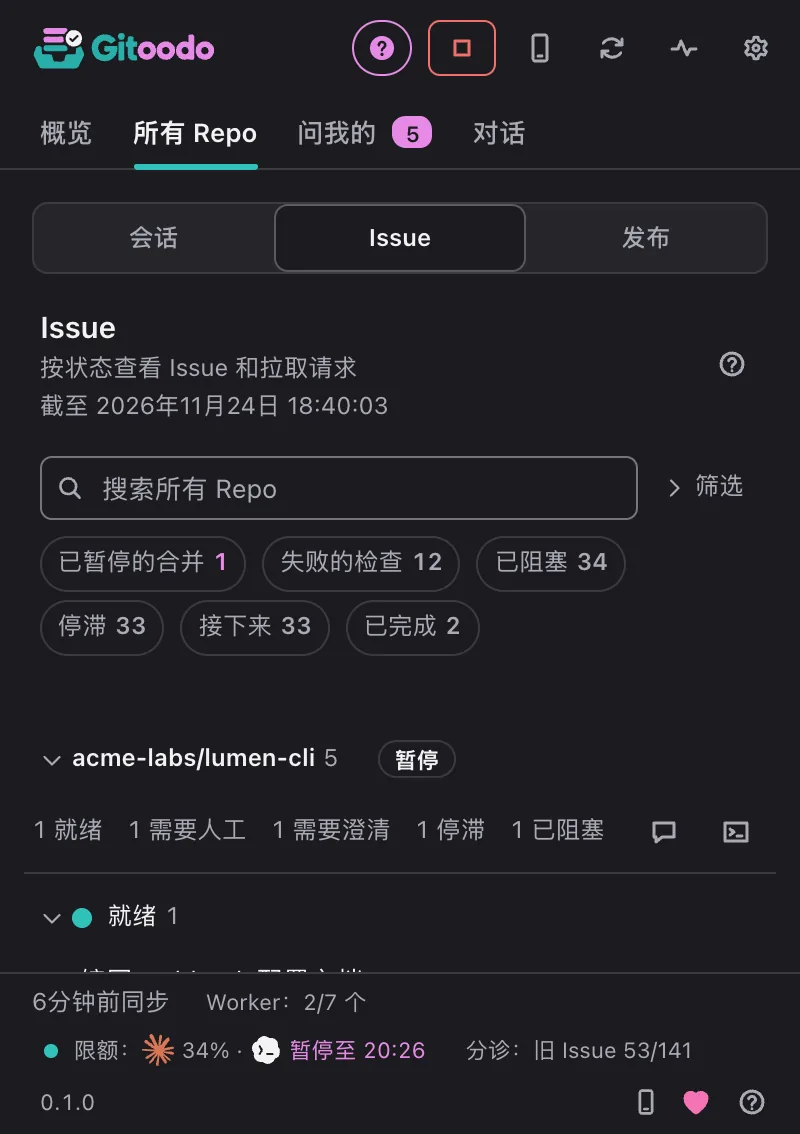 Gitoodo
概览 所有 Repo 问我的 5 对话
会话 Issue 发布
Issue
按状态查看 Issue 和拉取请求
截至 2026年11月24日 18:40:03
搜索所有 Repo 筛选
已暂停的合并 1 失败的检查 12 已阻塞 34
停滞 33 接下来 33 已完成 2
acme-labs/lumen-cli 5 暂停
1 就绪 1 需要人工 1 需要澄清 1 停滞 1 已阻塞
就绪 1
6分钟前同步 Worker：2/7 个
限额： 34% · 暂停至 20:26 分诊：旧 Issue 53/141
0.1.0